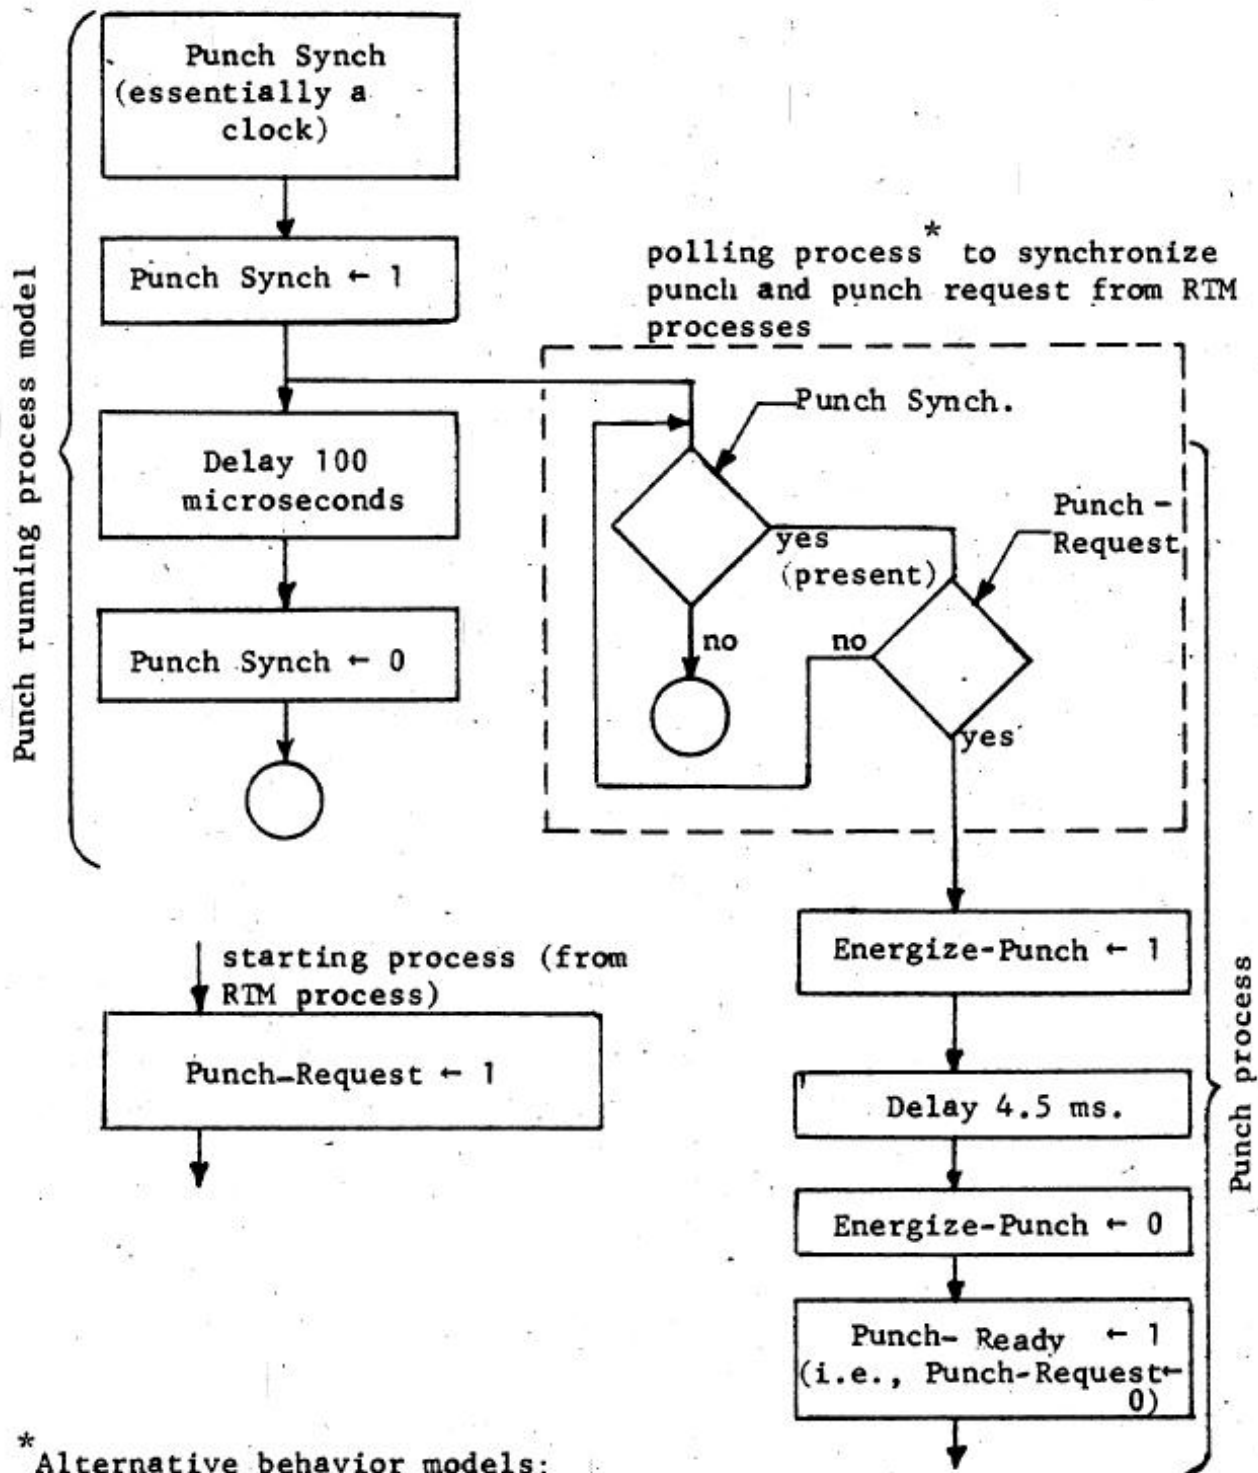 Punch Synch
(essentially a
clock)
Punch Synch ← 1
Delay 100
microseconds
Punch Synch ← 0
Punch running process model
polling process* to synchronize
punch and punch request from RTM
processes
Punch Synch.
yes
(present)
no
Punch -
Request
no
yes
Energize-Punch ← 1
Delay 4.5 ms.
Energize-Punch ← 0
Punch- Ready ← 1
(i.e., Punch-Request←
0)
Punch process
starting process (from
RTM process)
Punch-Request ← 1
*Alternative behavior models: